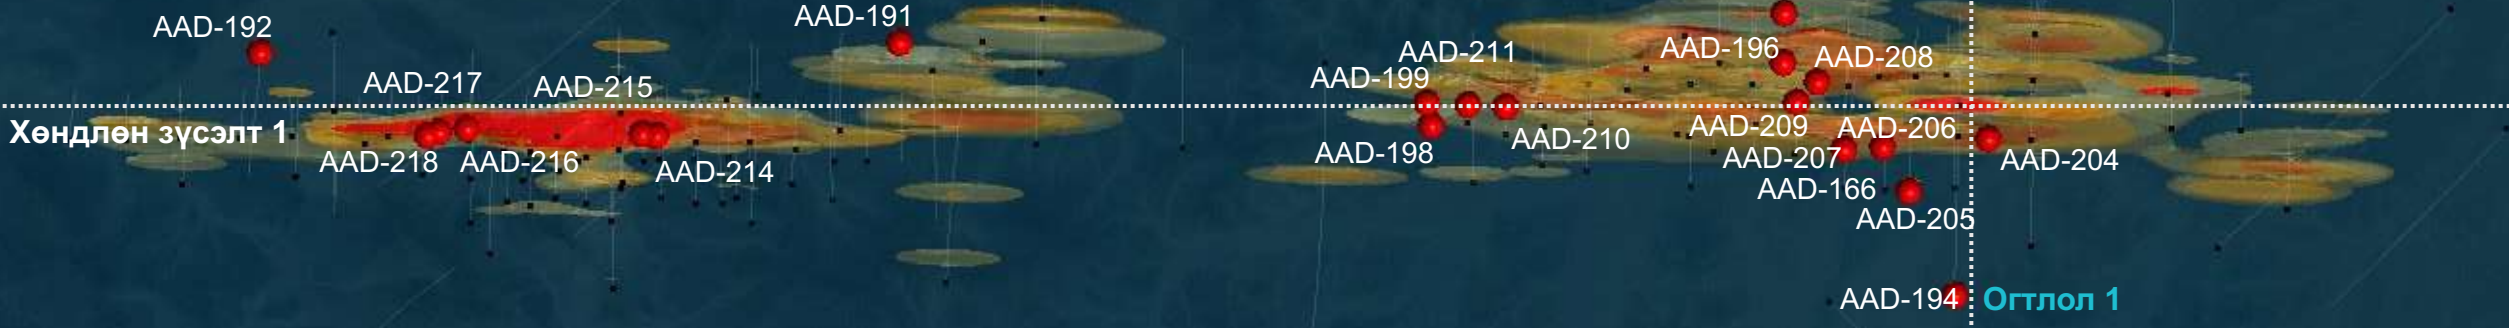 AAD-192
AAD-191
AAD-211
AAD-196
AAD-208
AAD-199
AAD-217
AAD-215
Хөндлөн зүсэлт 1
AAD-209
AAD-206
AAD-210
AAD-198
AAD-207
AAD-204
AAD-218
AAD-216
AAD-214
AAD-166
AAD-205
AAD-194
Огтлол 1